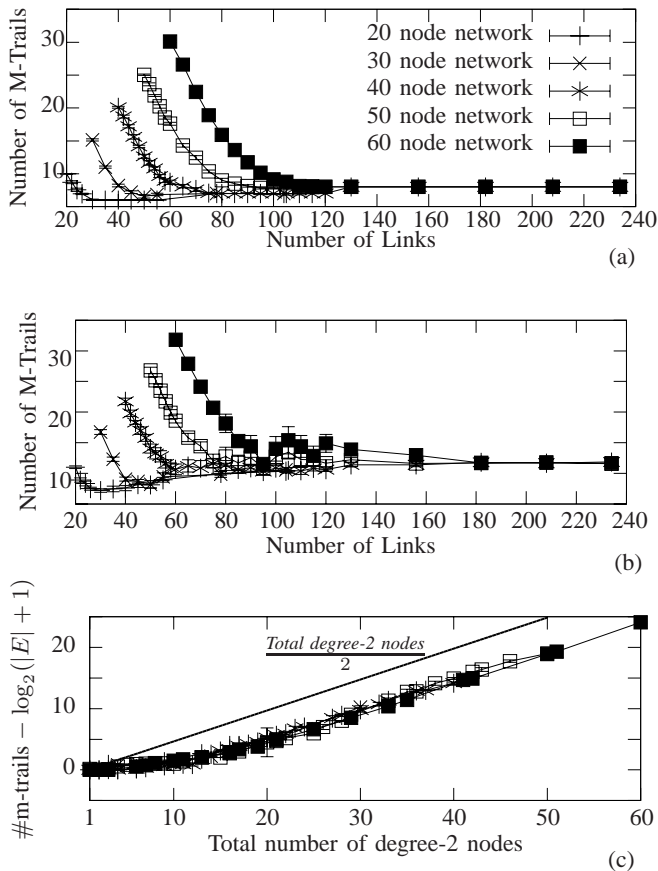 30
20
10
20 40 60 80 100 120 140 160 180 200 220 240
Number of M-Trails
Number of Links
20 node network
30 node network
40 node network
50 node network
60 node network
(a)
30
20
10
20 40 60 80 100 120 140 160 180 200 220 240
Number of M-Trails
Number of Links
(b)
20
10
0
1 10 20 30 40 50 60
#m-trails − log₂(|E| + 1)
Total number of degree-2 nodes
Total degree-2 nodes
2
(c)